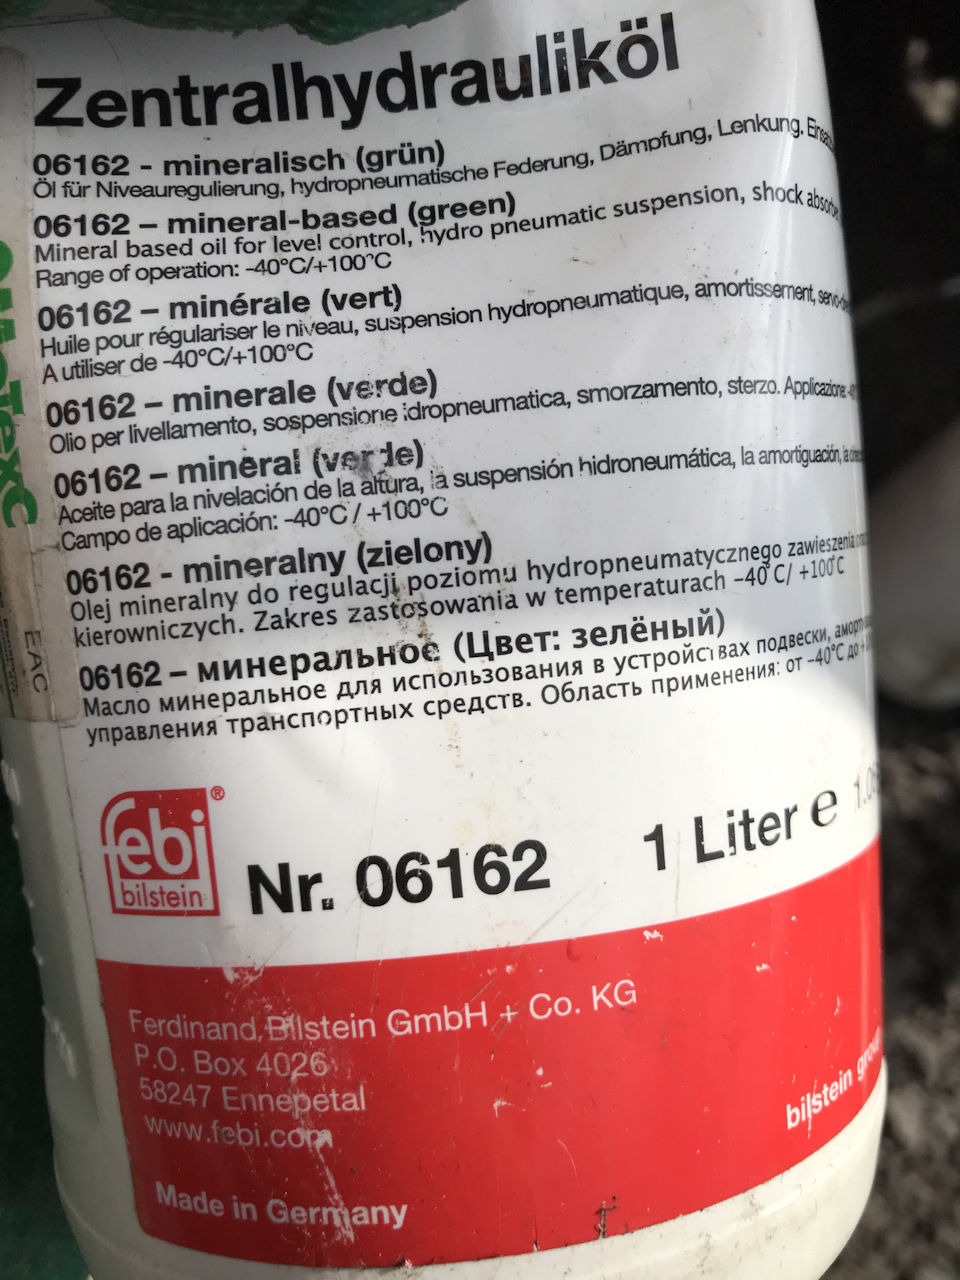 Zentralhydrauliköl
06162 - mineralisch (grün)
Öl für Niveauregulierung, hydropneumatische Federung, Dämpfung, Lenkung.
06162 – mineral-based (green)
Mineral based oil for level control, hydro pneumatic suspension, shock
Range of operation: -40°C/+100°C
06162 – minérale (vert)
Huile pour régulariser le niveau, suspension hydropneumatique, amortissement,
A utiliser de -40°C/+100°C
06162 – minerale (verde)
Olio per livellamento, sospensione idropneumatica, smorzamento, sterzo. Applicazione:
06162 – minèral (verde)
Aceite para la nivelación de la altura, la suspensión hidroneumática, la amortiguación, la
Campo de aplicación: -40°C / +100°C
06162 - mineralny (zielony)
Olej mineralny do regulacji poziomu hydropneumatycznego zawieszenia
kierowniczych. Zakres zastosowania w temperaturach -40°C/ +100°C
06162 – минеральное (Цвет: зелёный)
Масло минеральное для использования в устройствах подвески,
управления транспортных средств. Область применения: от -40°C до
EAC
febi®
bilstein
Nr. 06162
1 Liter ℮
Ferdinand Bilstein GmbH + Co. KG
P.O. Box 4026
58247 Ennepetal
www.febi.com
bilstein group
Made in Germany